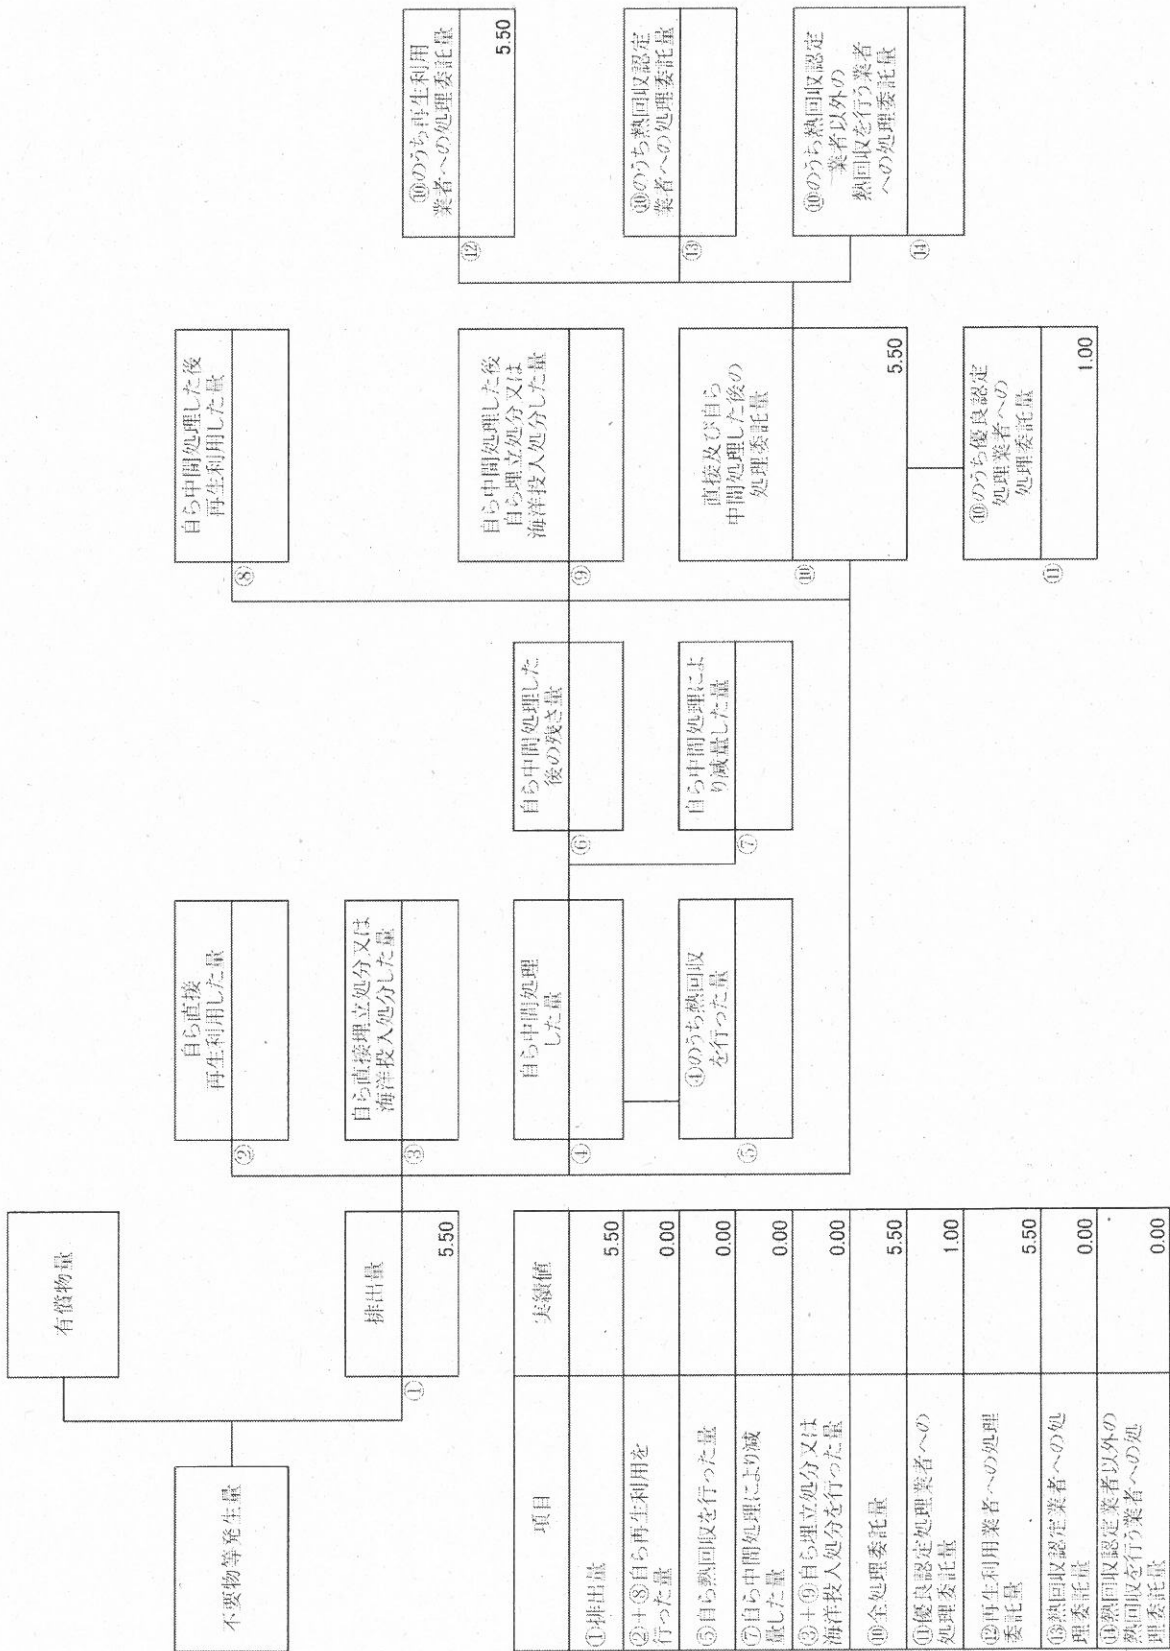 不要物等発生量
有償物量
排出量
①
5.50
自ら直接
再生利用した量
②
自ら直接埋立処分又は
海洋投入処分した量
③
自ら中間処理
した量
④
④のうち熱回収
を行った量
⑤
自ら中間処理した
後の残さ量
⑥
自ら中間処理によ
り減量した量
⑦
自ら中間処理した後
再生利用した量
⑧
自ら中間処理した後
自ら埋立処分又は
海洋投入処分した量
⑨
直接及び自ら
中間処理した後の
処理委託量
⑩
5.50
⑩のうち優良認定
処理業者への
処理委託量
⑪
1.00
⑩のうち再生利用
業者への処理委託量
⑫
5.50
⑩のうち熱回収認定
業者への処理委託量
⑬
⑩のうち熱回収認定
業者以外の
熱回収を行う業者
への処理委託量
⑭
項目
実績値
①排出量
5.50
②+⑧自ら再生利用を
行った量
0.00
⑤自ら熱回収を行った量
0.00
⑦自ら中間処理により減
量した量
0.00
③+⑨自ら埋立処分又は
海洋投入処分を行った量
0.00
⑩全処理委託量
5.50
⑪優良認定処理業者への
処理委託量
1.00
⑫再生利用業者への処理
委託量
5.50
⑬熱回収認定業者への処
理委託量
0.00
⑭熱回収認定業者以外の
熱回収を行う業者への処
理委託量
0.00